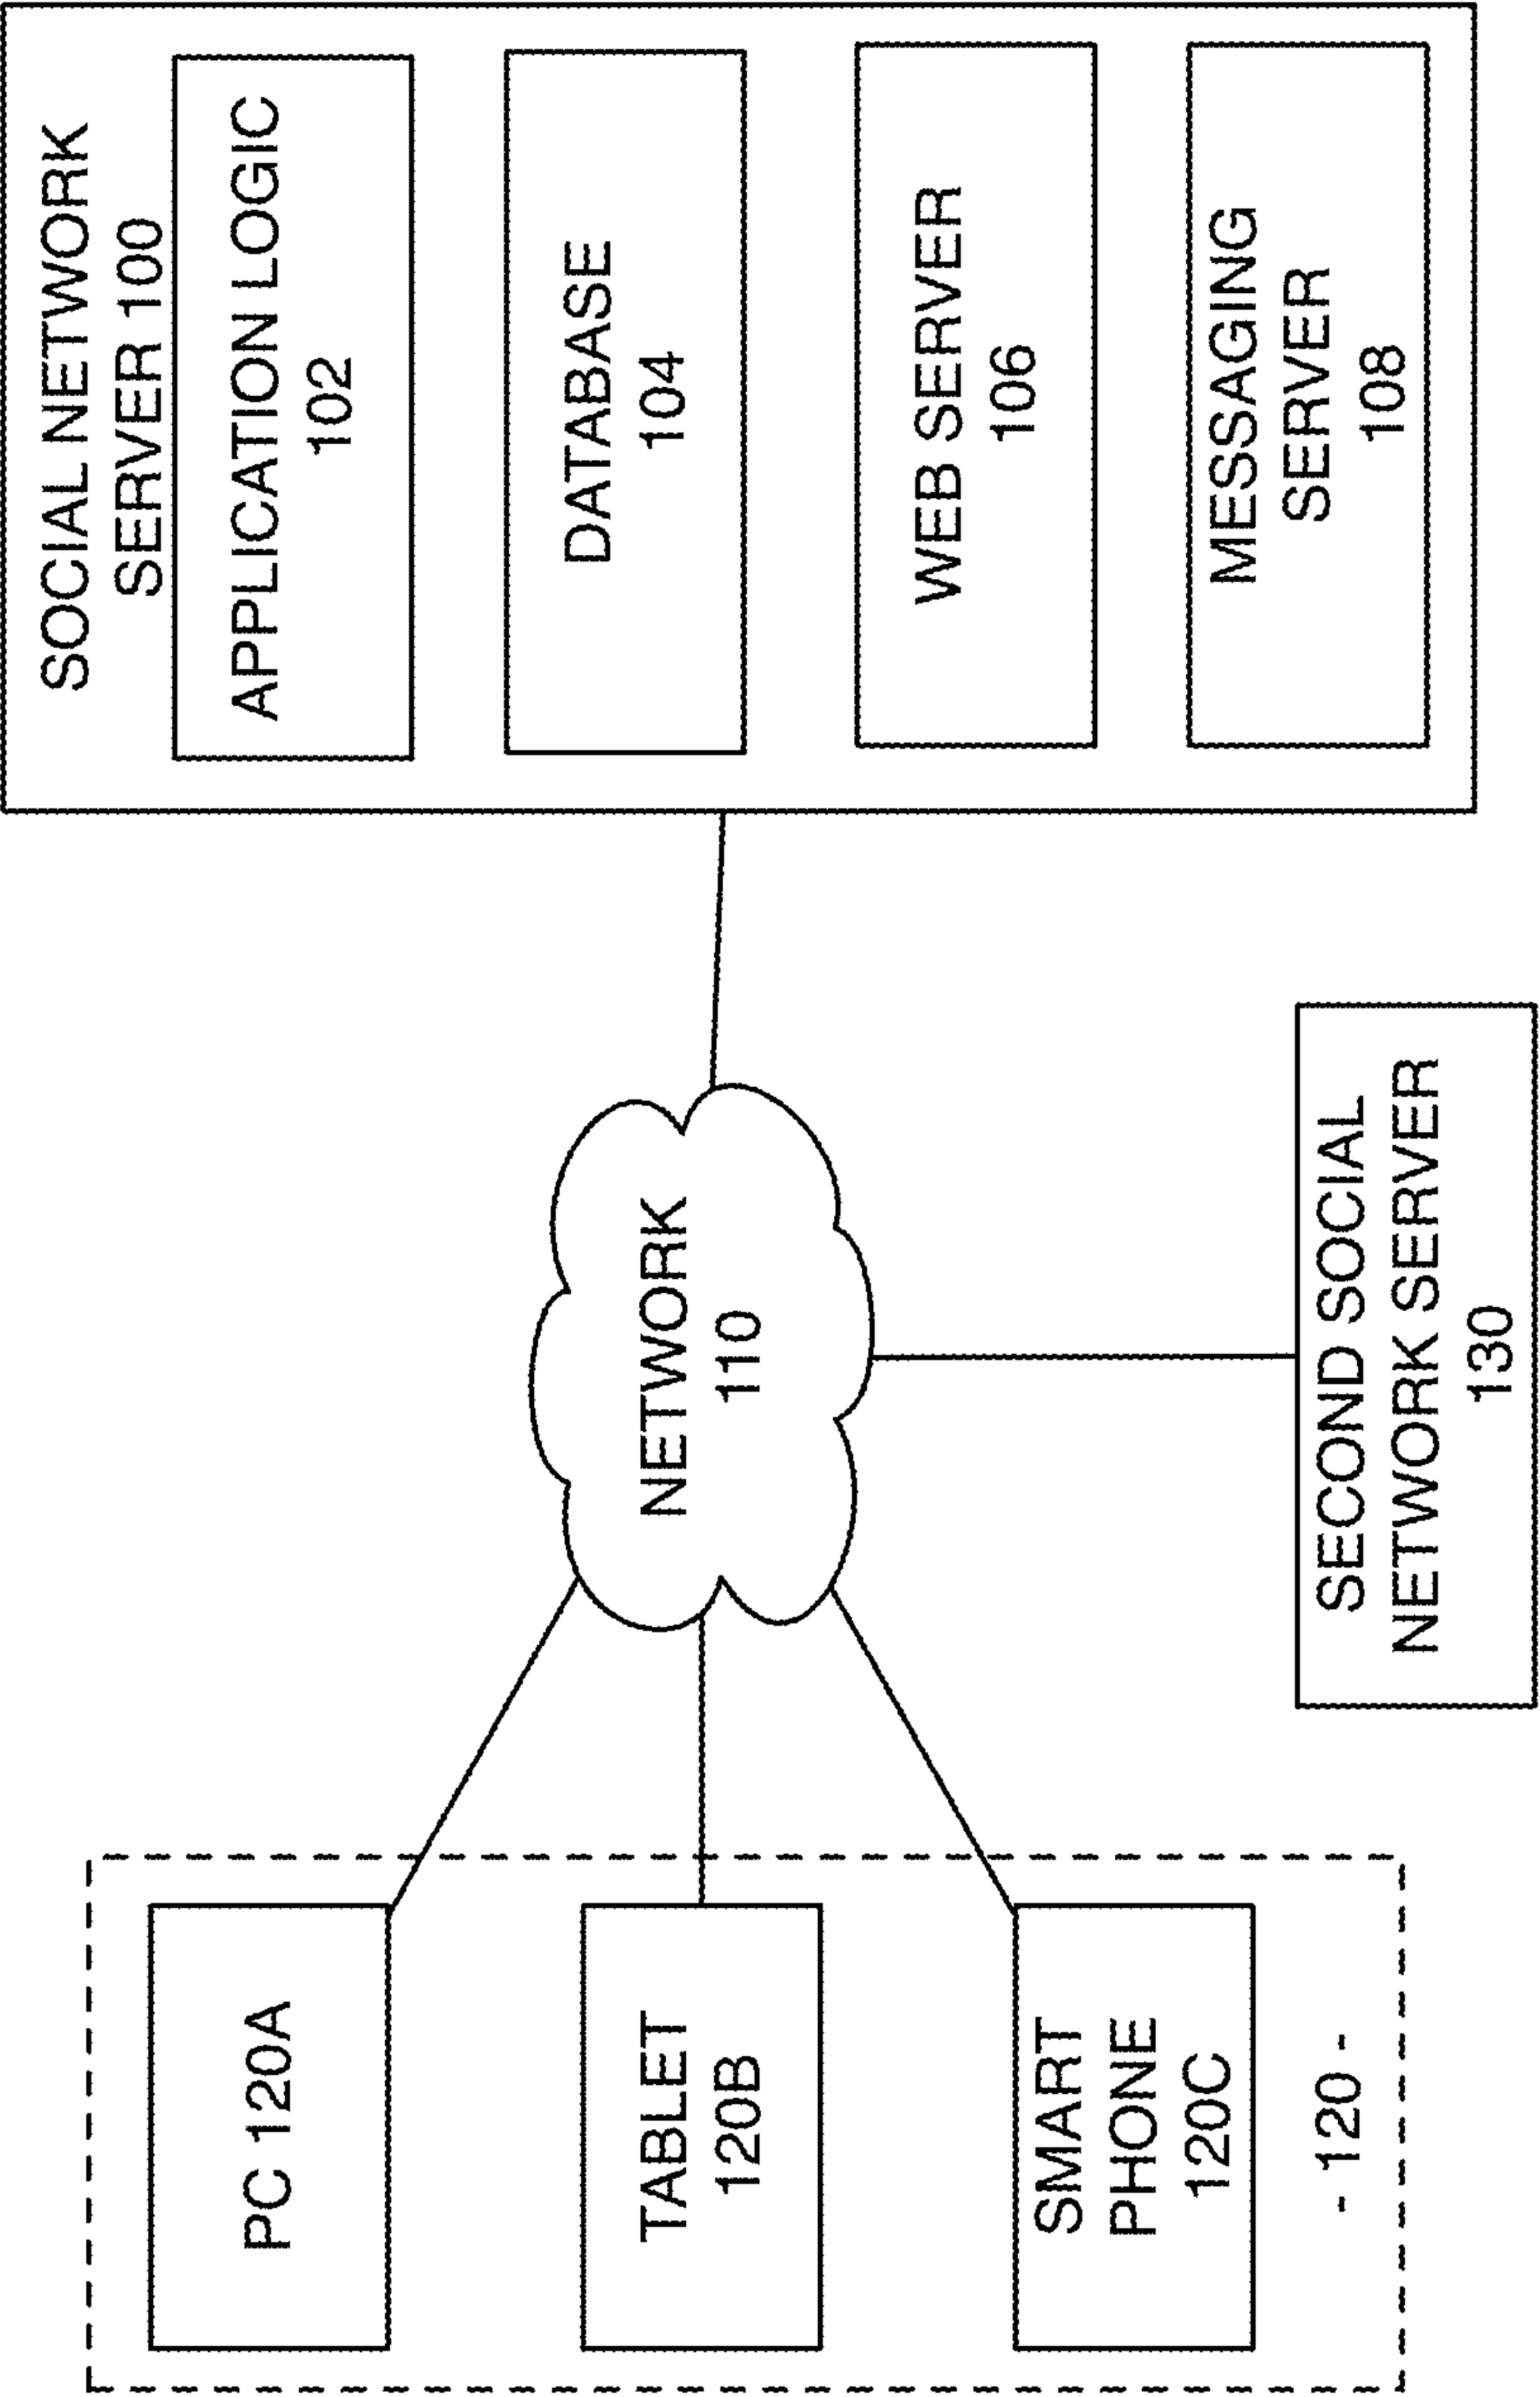 PC 120A
TABLET
120B
SMART
PHONE
120C
- 120 -
NETWORK
110
SECOND SOCIAL
NETWORK SERVER
130
SOCIAL NETWORK
SERVER 100
APPLICATION LOGIC
102
DATABASE
104
WEB SERVER
106
MESSAGING
SERVER
108